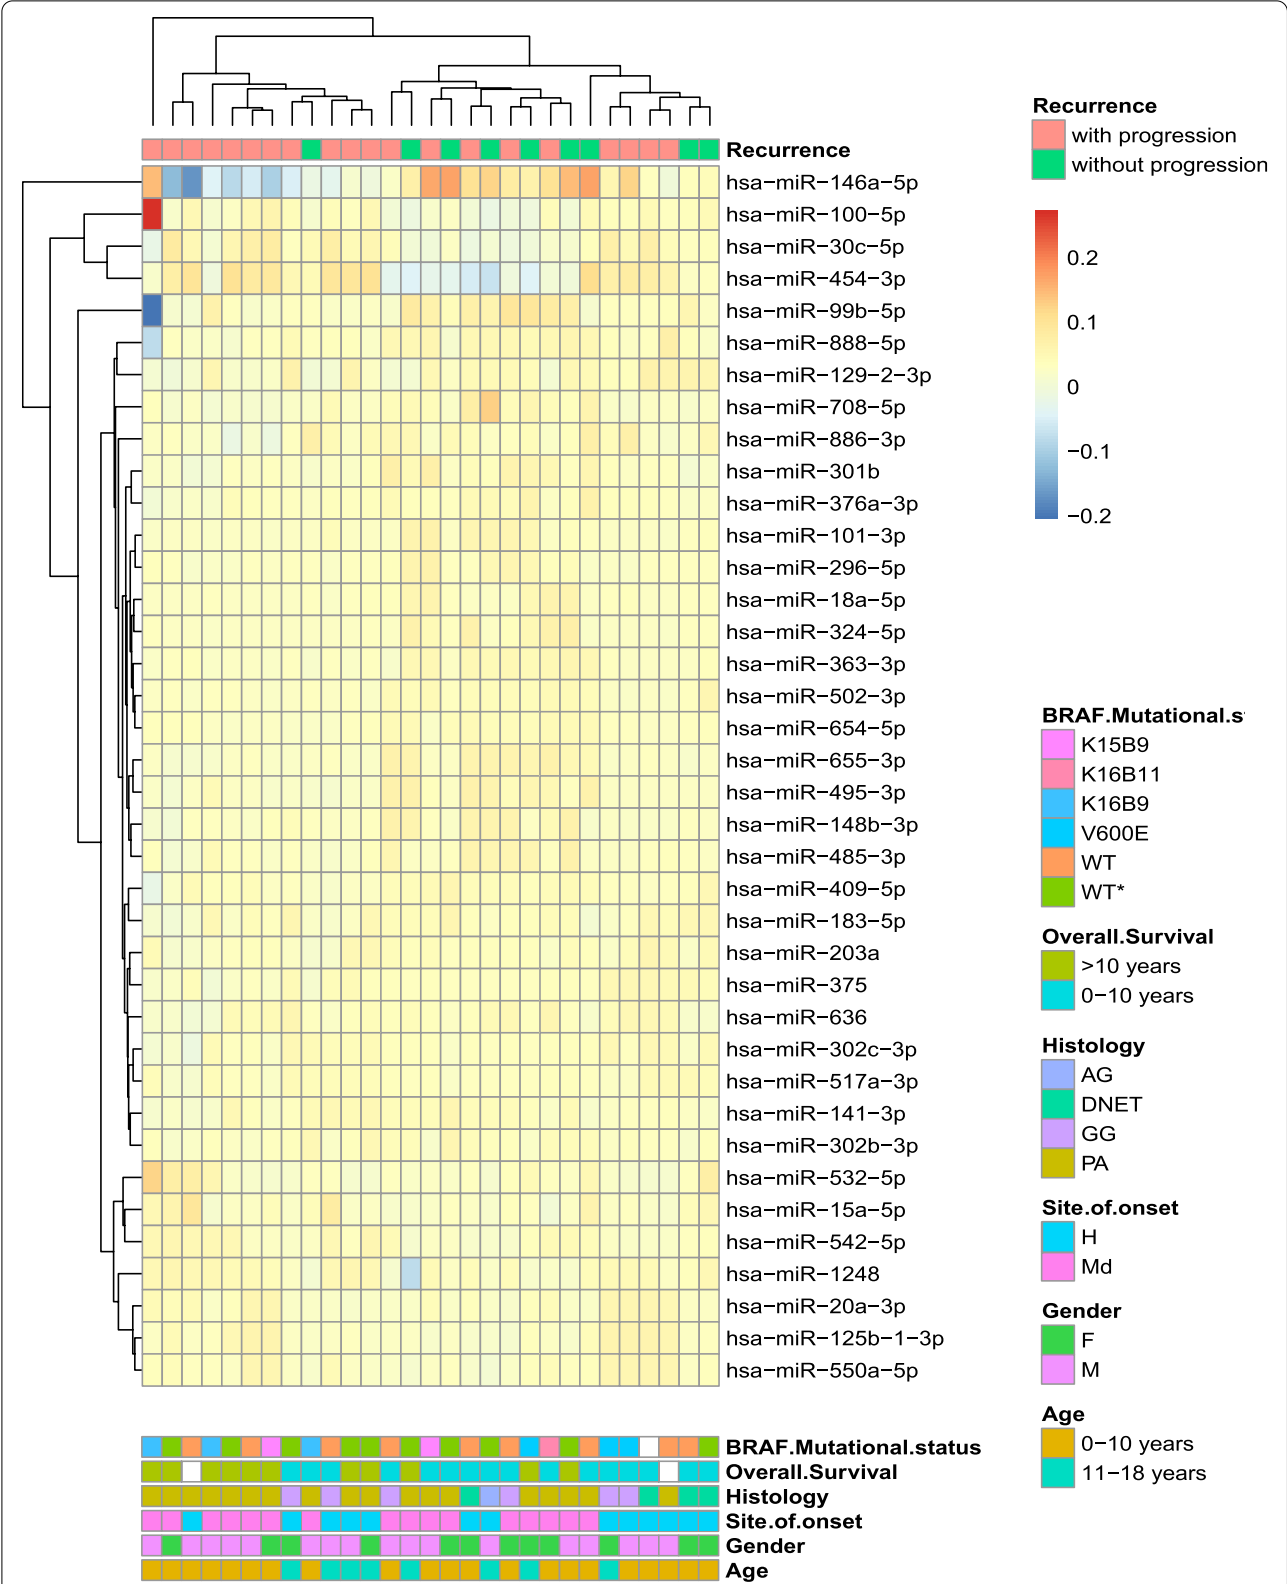 Recurrence
hsa−miR−146a−5p
hsa−miR−100−5p
hsa−miR−30c−5p
hsa−miR−454−3p
hsa−miR−99b−5p
hsa−miR−888−5p
hsa−miR−129−2−3p
hsa−miR−708−5p
hsa−miR−886−3p
hsa−miR−301b
hsa−miR−376a−3p
hsa−miR−101−3p
hsa−miR−296−5p
hsa−miR−18a−5p
hsa−miR−324−5p
hsa−miR−363−3p
hsa−miR−502−3p
hsa−miR−654−5p
hsa−miR−655−3p
hsa−miR−495−3p
hsa−miR−148b−3p
hsa−miR−485−3p
hsa−miR−409−5p
hsa−miR−183−5p
hsa−miR−203a
hsa−miR−375
hsa−miR−636
hsa−miR−302c−3p
hsa−miR−517a−3p
hsa−miR−141−3p
hsa−miR−302b−3p
hsa−miR−532−5p
hsa−miR−15a−5p
hsa−miR−542−5p
hsa−miR−1248
hsa−miR−20a−3p
hsa−miR−125b−1−3p
hsa−miR−550a−5p
BRAF.Mutational.status
Overall.Survival
Histology
Site.of.onset
Gender
Age
Recurrence
with progression
without progression
0.2
0.1
0
−0.1
−0.2
BRAF.Mutational.s
K15B9
K16B11
K16B9
V600E
WT
WT*
Overall.Survival
>10 years
0−10 years
Histology
AG
DNET
GG
PA
Site.of.onset
H
Md
Gender
F
M
Age
0−10 years
11−18 years